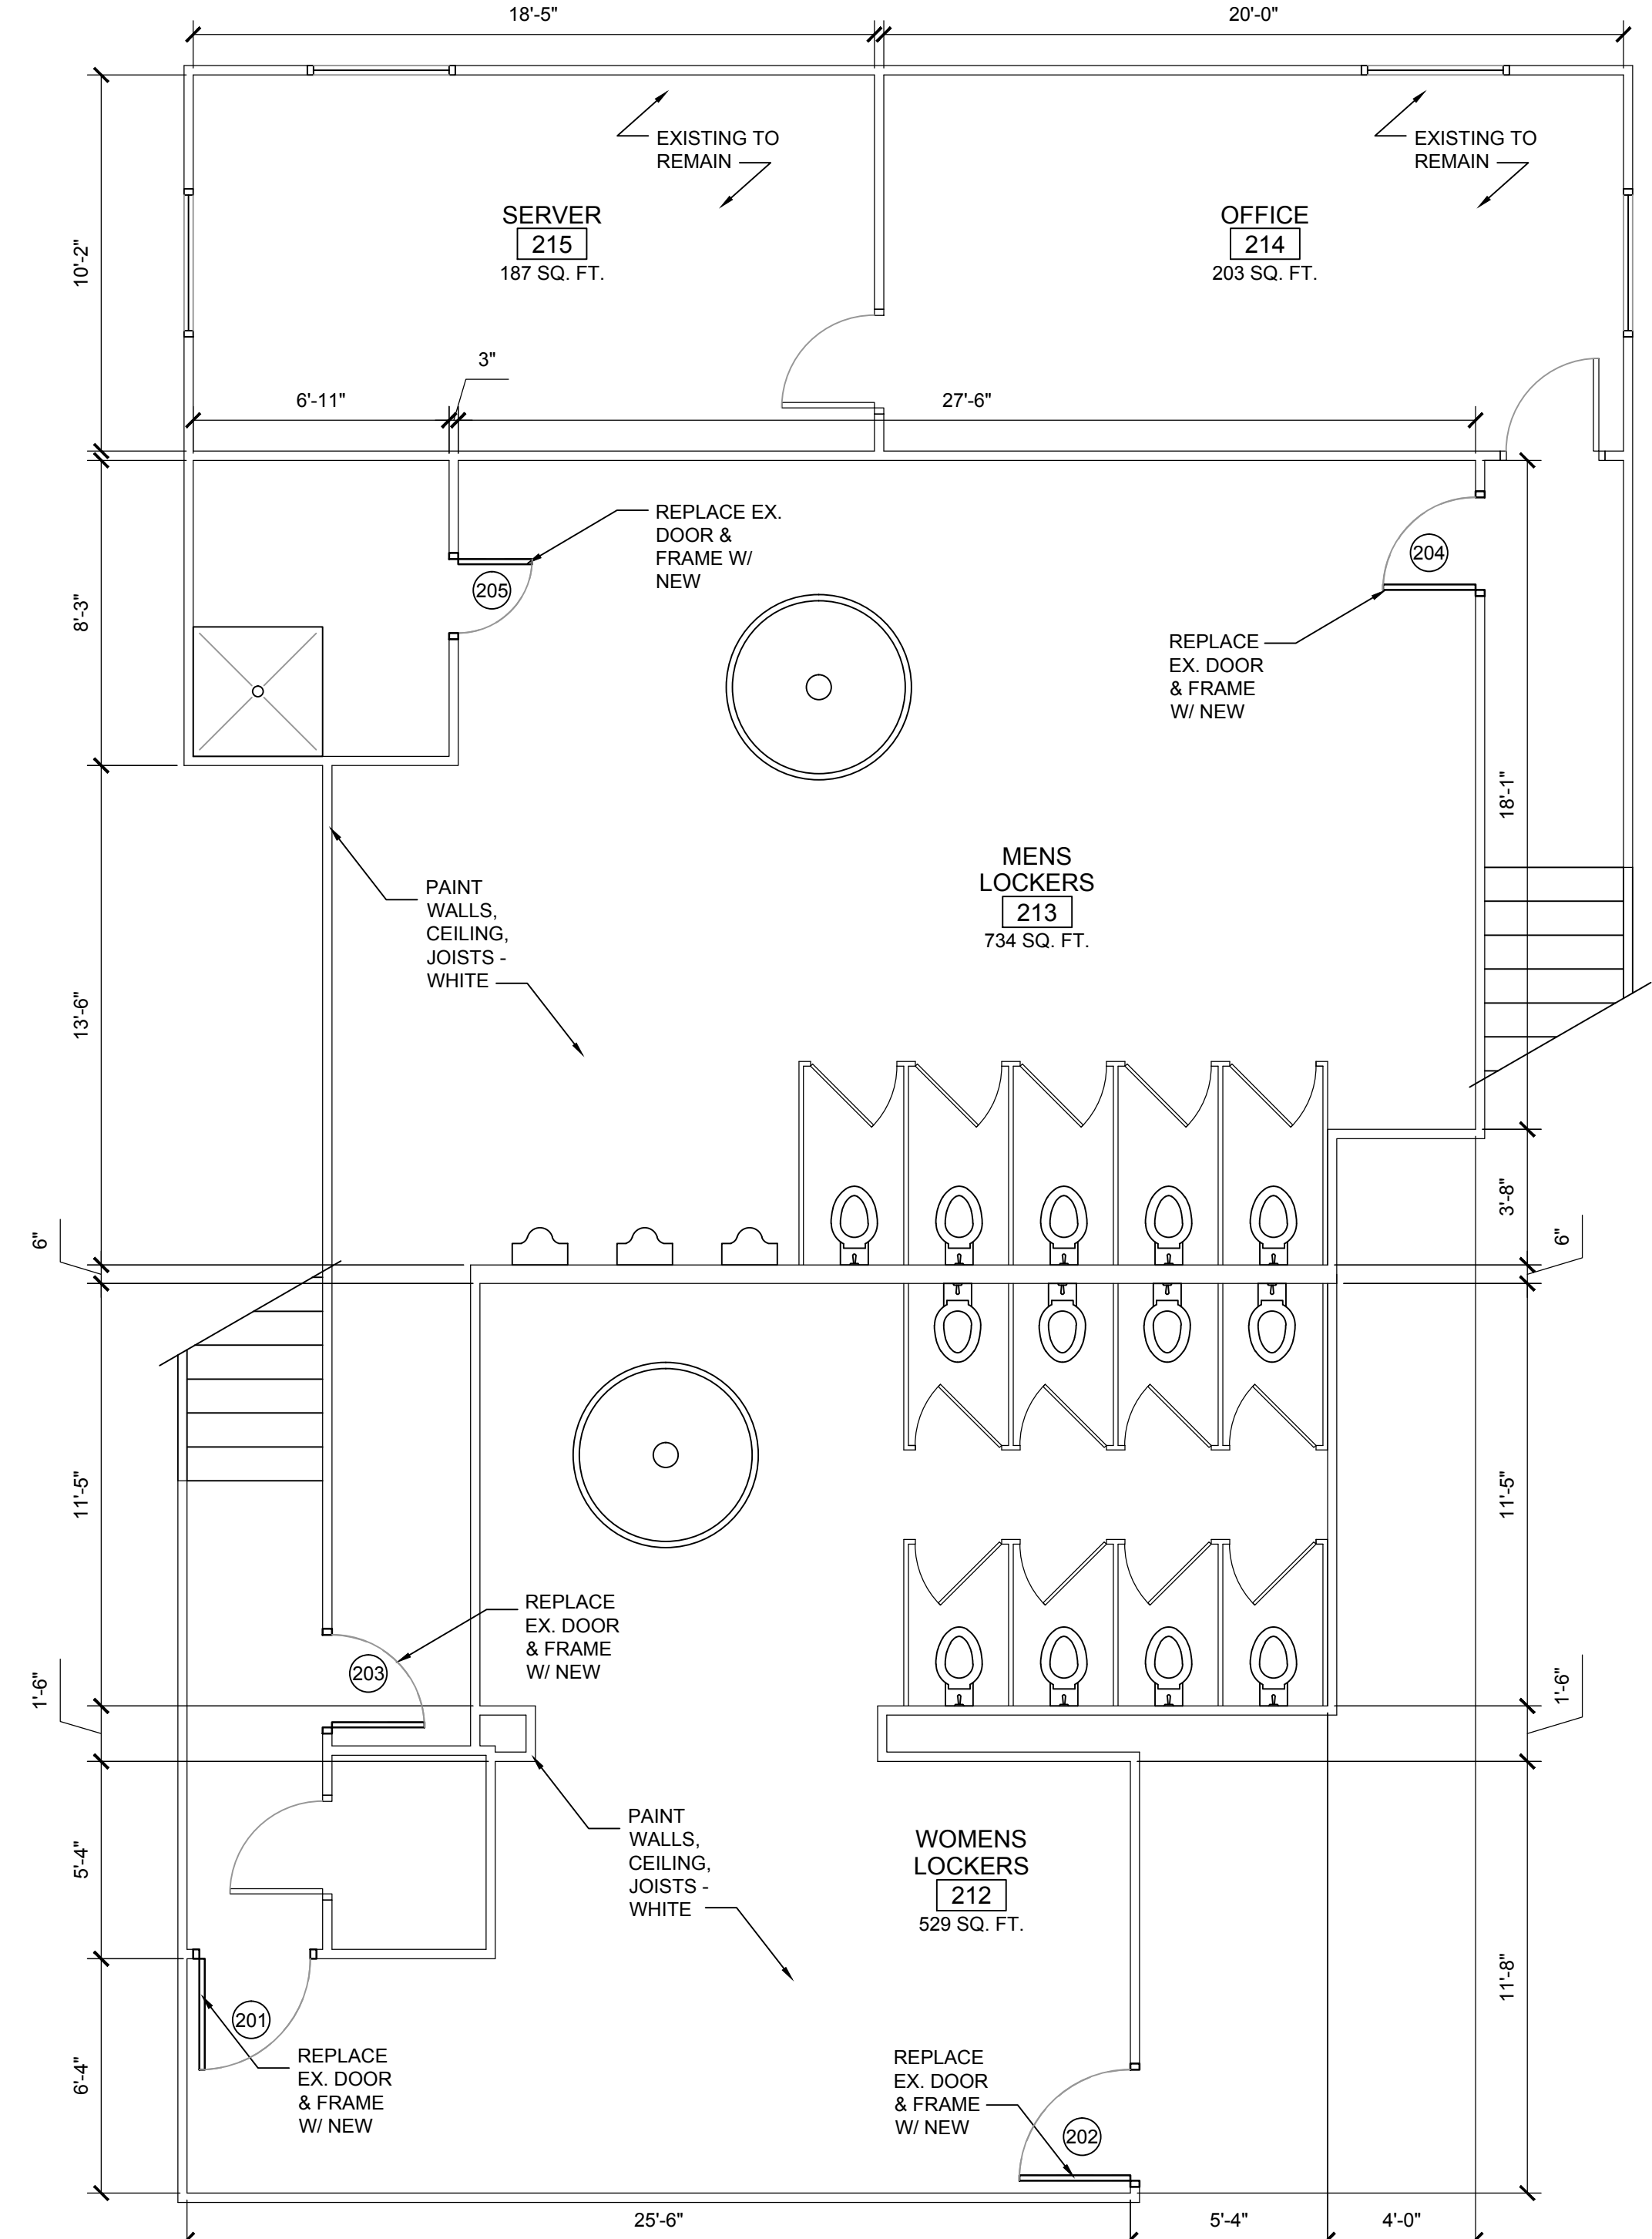 18'-5"
20'-0"
EXISTING TO
REMAIN
EXISTING TO
REMAIN
SERVER
215
187 SQ. FT.
OFFICE
214
203 SQ. FT.
10'-2"
3"
6'-11"
27'-6"
REPLACE EX.
DOOR &
FRAME W/
NEW
205
204
8'-3"
REPLACE
EX. DOOR
& FRAME
W/ NEW
18'-1"
MENS
LOCKERS
213
734 SQ. FT.
PAINT
WALLS,
CEILING,
JOISTS -
WHITE
13'-6"
3'-8"
6"
6"
11'-5"
11'-5"
REPLACE
EX. DOOR
& FRAME
W/ NEW
203
1'-6"
1'-6"
PAINT
WALLS,
CEILING,
JOISTS -
WHITE
WOMENS
LOCKERS
212
529 SQ. FT.
5'-4"
11'-8"
201
REPLACE
EX. DOOR
& FRAME
W/ NEW
6'-4"
REPLACE
EX. DOOR
& FRAME
W/ NEW
202
25'-6"
5'-4"
4'-0"